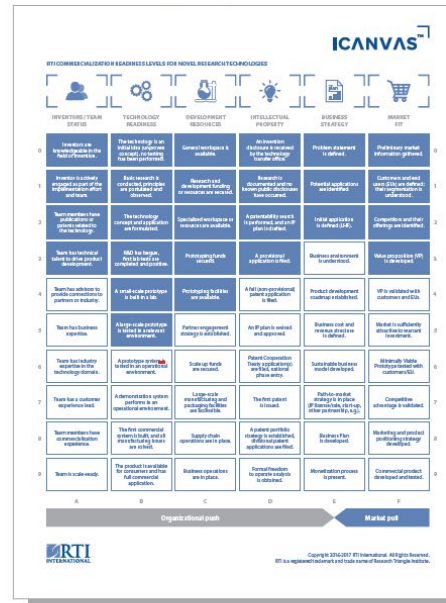 ICANVAS™
RTI COMMERCIALIZATION READINESS LEVELS FOR NOVEL RESEARCH TECHNOLOGIES
INVENTORS / TEAM
STATUS
TECHNOLOGY
READINESS
DEVELOPMENT
RESOURCES
INTELLECTUAL
PROPERTY
BUSINESS
STRATEGY
MARKET
FIT
0
Inventors are
knowledgeable in the
field of invention.
The technology is an
initial idea (unproven
concept), no testing
has been performed.
General workspace is
available.
An invention
disclosure is received
by the technology
transfer office.
Problem statement
is defined.
Preliminary market
information gathered.
0
1
Inventor is actively
engaged as part of the
implementation effort
and team.
Basic research is
conducted, principles
are postulated and
observed.
Research and
development funding
or resources are secured.
Research is
documented and no
known public disclosures
have occurred.
Potential applications
are identified.
Customers and end
users (EUs) are defined;
their segmentation is
understood.
1
2
Team members have
publications or
patents related to
the technology.
The technology
concept and application
are formulated.
Specialized workspace or
resources are available.
A patentability search
is performed, and an IP
plan is drafted.
Initial application
is defined (LHF).
Competitors and their
offerings are identified.
2
3
Team has technical
talent to drive product
development.
R&D has begun,
first lab tests are
completed and positive.
Prototyping funds
secured.
A provisional
application is filed.
Business environment
is understood.
Value proposition (VP)
is developed.
3
4
Team has advisor to
provide connections to
partners or industry.
A small-scale prototype
is built in a lab.
Prototyping facilities
are available.
A full (non-provisional)
patent application
is filed.
Product development
roadmap established.
VP is validated with
customers and EUs.
4
5
Team has business
expertise.
A large-scale prototype
is tested in a relevant
environment.
Partner engagement
strategy is established.
An IP plan is revised
and approved.
Business cost and
revenue structure
is defined.
Market is sufficiently
attractive to warrant
investment.
5
6
Team has industry
expertise in the
technology domain.
A prototype system is
tested in an operational
environment.
Scale up funds
are secured.
Patent Cooperation
Treaty application(s)
are filed, national
phase entry.
Sustainable business
model developed.
Minimally Viable
Prototype tested with
customers/EU.
6
7
Team has a customer
experience lead.
A demonstration system
performs in an
operational environment.
Large-scale
manufacturing and
packaging facilities
are accessible.
The first patent
is issued.
Path-to-market
strategy is in place
Competitive
advantage is validated.
7
8
Team members have
commercialization
experience.
The first commercial
system is built, and all
manufacturing issues
are solved.
Supply chain
operations are in place.
A patent portfolio
strategy is established,
divisional patent
applications are filed.
Business Plan
is developed.
Marketing and product
positioning strategy
developed.
8
9
Team is scale-ready.
The product is available
for consumers and has
full commercial
application.
Business operations
are in place.
Formal freedom
to operate analysis
is obtained.
Monetization process
is present.
Commercial product
developed and tested.
9
A B C D E F
Organizational push
Market pull
RTI
INTERNATIONAL
Copyright 2016-2017 RTI International. All Rights Reserved.
RTI is a registered trademark and trade name of Research Triangle Institute.